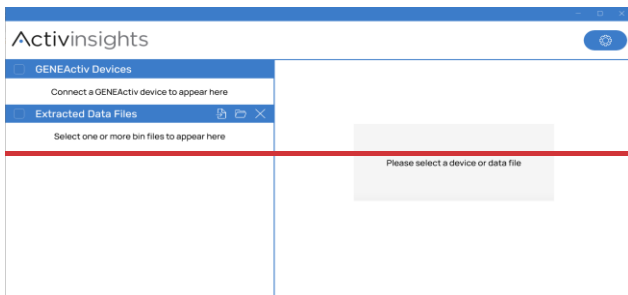 Activinsights
GENEActiv Devices
Connect a GENEActiv device to appear here
Extracted Data Files
Select one or more bin files to appear here
Please select a device or data file